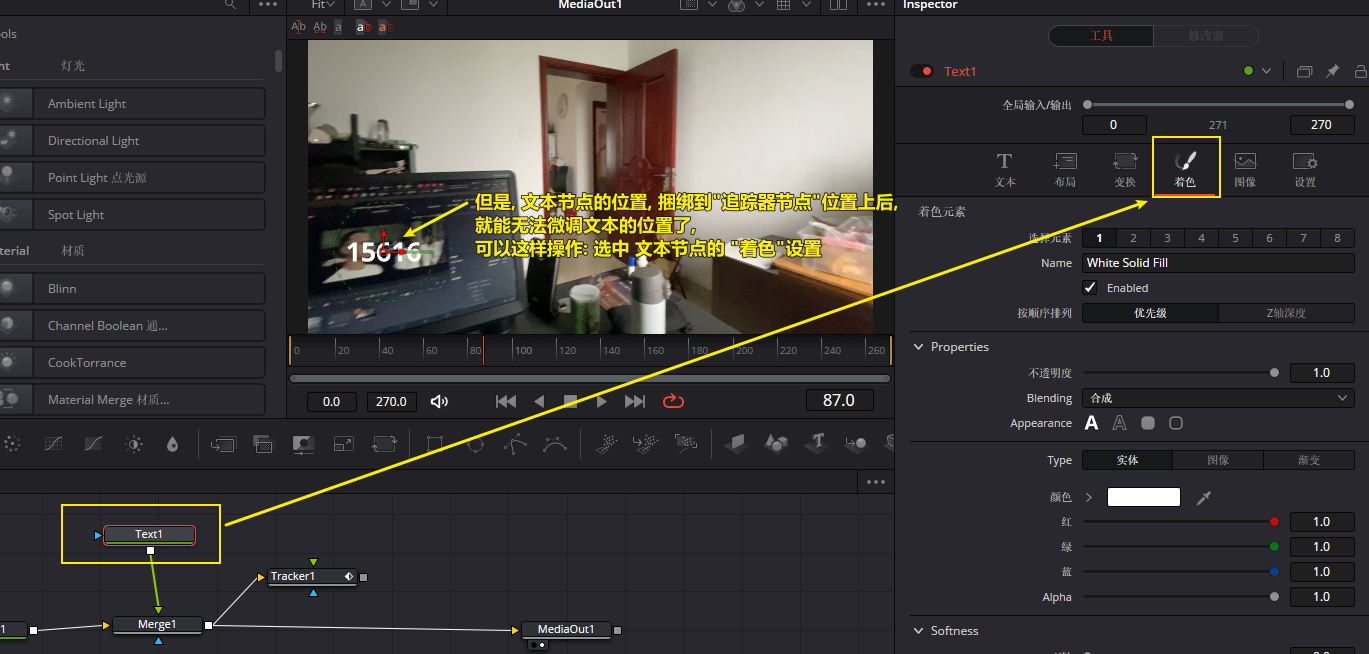 Fit
A
MediaOut1
Inspector
Ab Ab a ab ab
ols
工具
修改器
ht 灯光
Text1
Ambient Light
全局输入/输出
0 271 270
Directional Light
Point Light 点光源
文本 布局 变换 着色 图像 设置
Spot Light
但是, 文本节点的位置, 捆绑到"追踪器节点"位置上后,
就能无法微调文本的位置了,
可以这样操作: 选中 文本节点的 "着色"设置
15616
着色元素
选择元素 1 2 3 4 5 6 7 8
terial 材质
Name White Solid Fill
Enabled
Blinn
按顺序排列 优先级 Z轴深度
Channel Boolean 通...
Properties
0 20 40 60 80 100 120 140 160 180 200 220 240 260
CookTorrance
不透明度 1.0
Material Merge 材质...
0.0 270.0 87.0
Blending 合成
Appearance A A
Type 实体 图像 渐变
颜色
红 1.0
绿 1.0
蓝 1.0
Alpha 1.0
Text1
Tracker1
1 Merge1 MediaOut1
Softness